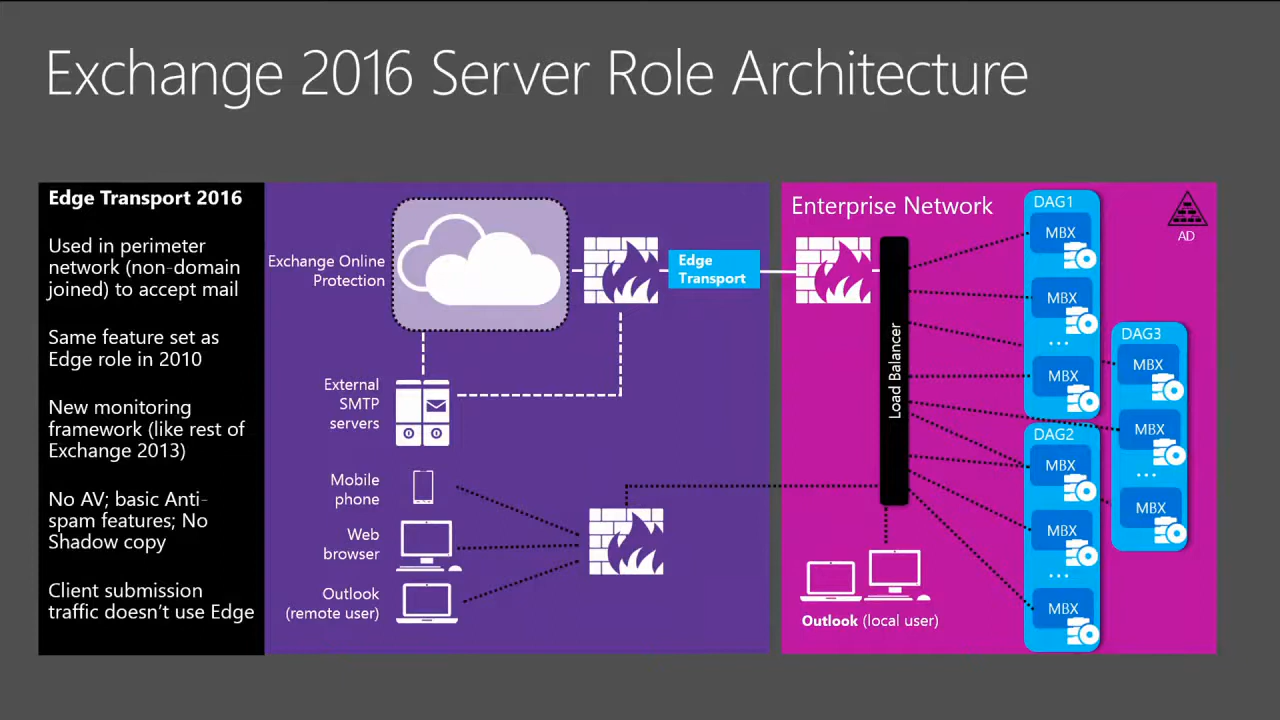 Exchange 2016 Server Role Architecture
Edge Transport 2016
Used in perimeter
network (non-domain
joined) to accept mail
Same feature set as
Edge role in 2010
New monitoring
framework (like rest of
Exchange 2013)
No AV; basic Anti-
spam features; No
Shadow copy
Client submission
traffic doesn't use Edge
Exchange Online
Protection
External
SMTP
servers
Mobile
phone
Web
browser
Outlook
(remote user)
Edge
Transport
Enterprise Network
Load Balancer
Outlook (local user)
DAG1
MBX
MBX
...
MBX
DAG2
MBX
MBX
...
MBX
DAG3
MBX
MBX
...
MBX
AD